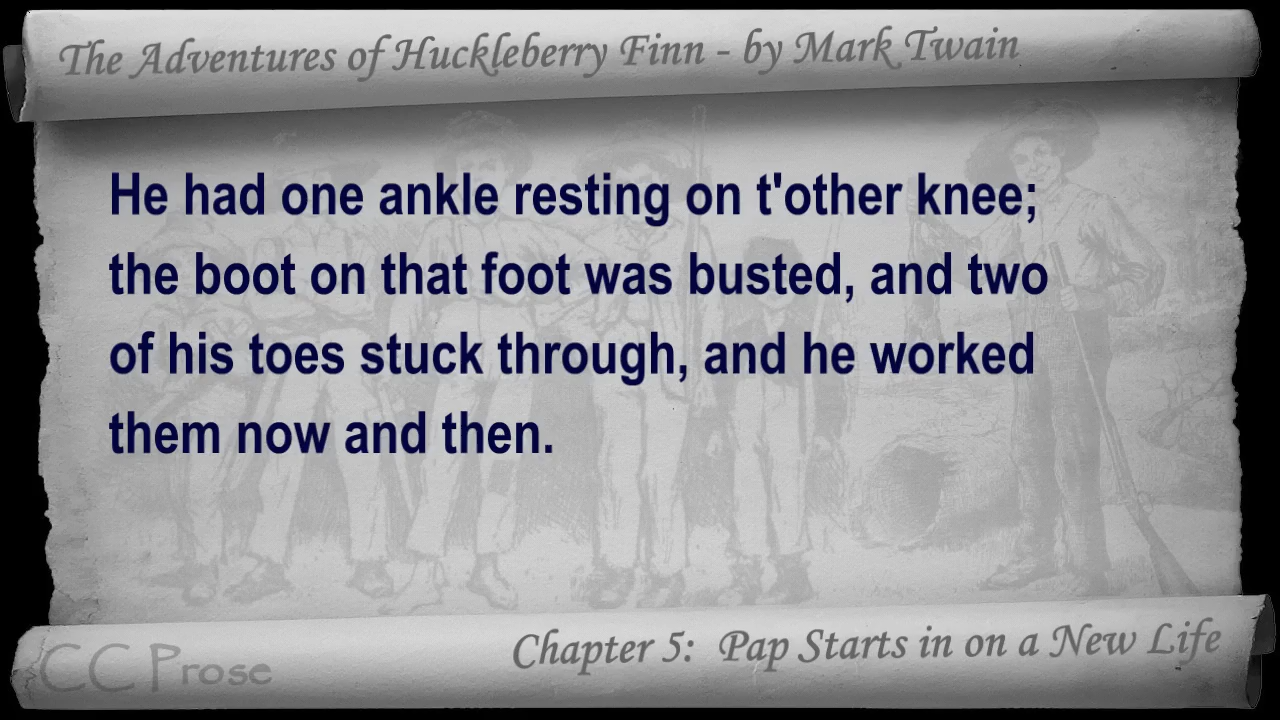 The Adventures of Huckleberry Finn - by Mark Twain
He had one ankle resting on t'other knee;
the boot on that foot was busted, and two
of his toes stuck through, and he worked
them now and then.
Chapter 5: Pap Starts in on a New Life
CC Prose